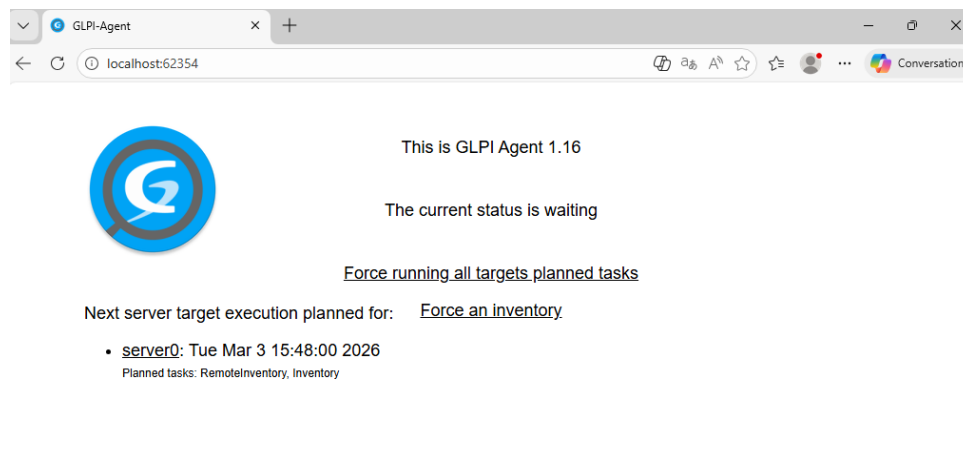 GLPI-Agent
localhost:62354
Conversation
This is GLPI Agent 1.16
The current status is waiting
Force running all targets planned tasks
Next server target execution planned for:
Force an inventory
• server0: Tue Mar 3 15:48:00 2026
Planned tasks: RemoteInventory, Inventory